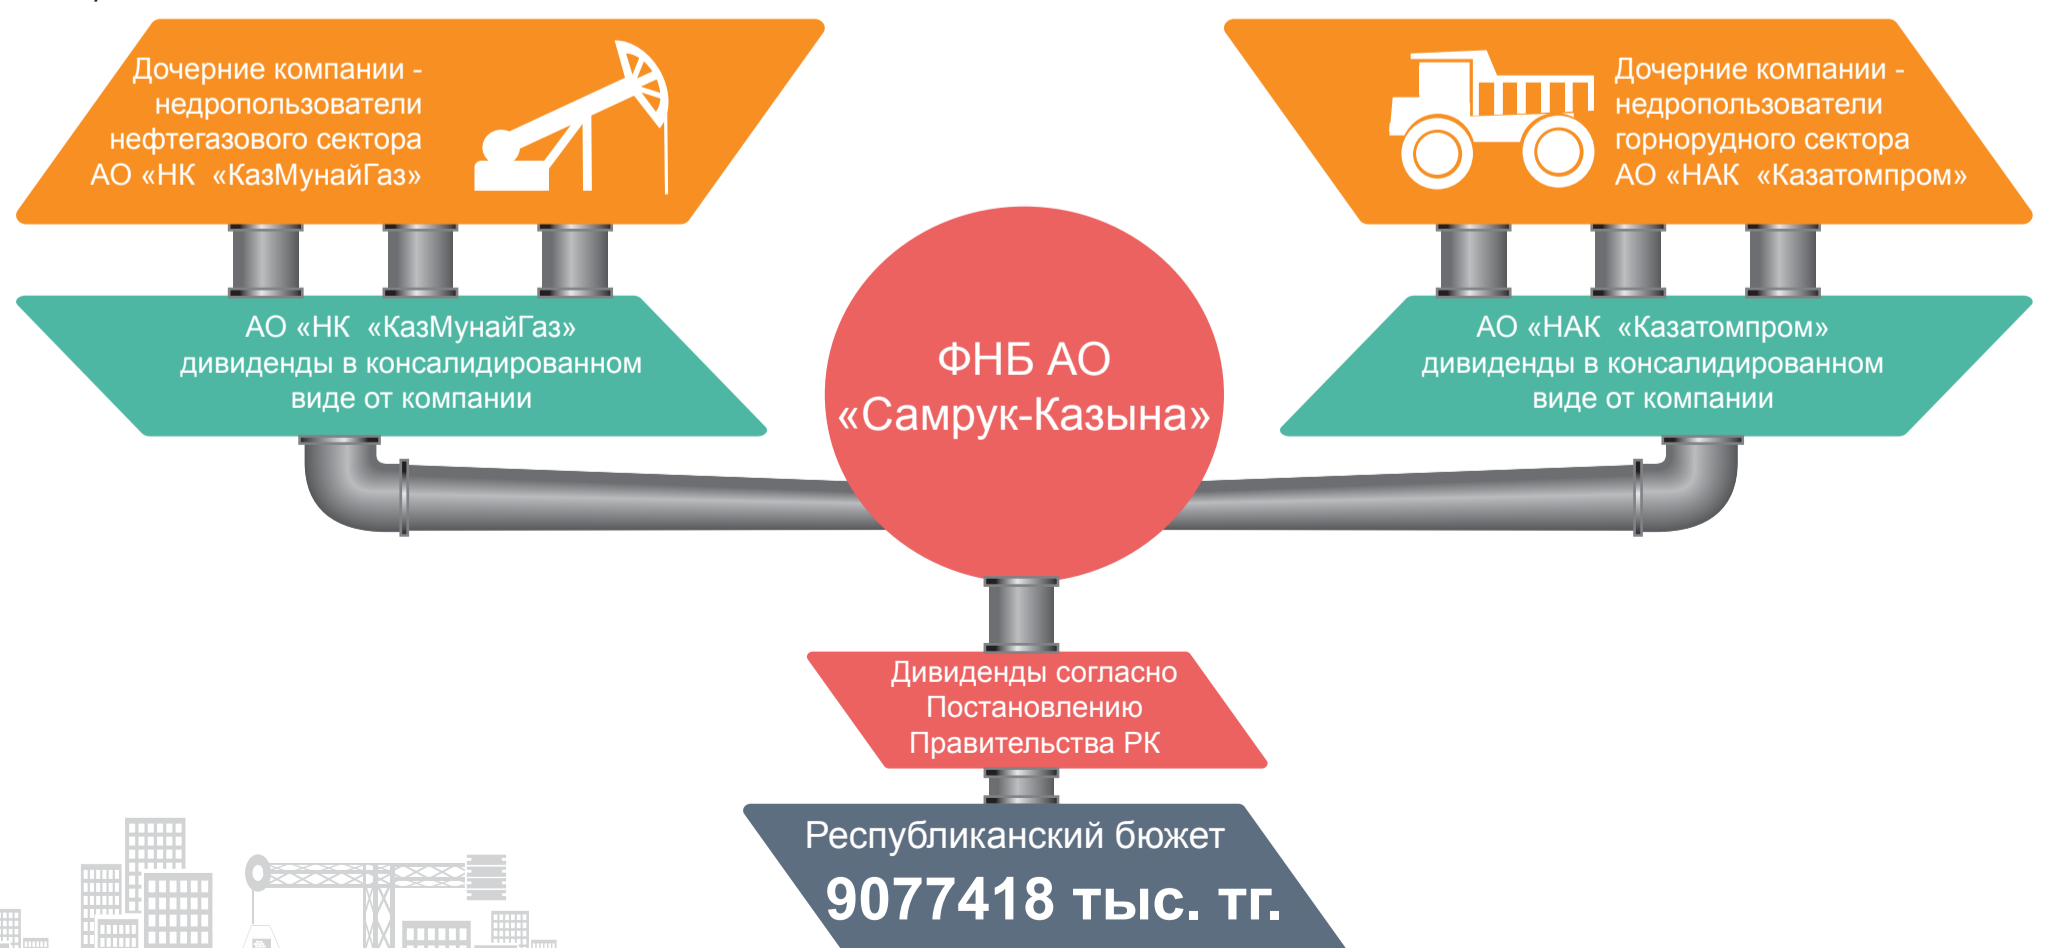 Дочерние компании -
недропользователи
нефтегазового сектора
АО «НК «КазМунайГаз»
Дочерние компании -
недропользователи
горнорудного сектора
АО «НАК «Казатомпром»
АО «НК «КазМунайГаз»
дивиденды в консалидированном
виде от компании
ФНБ АО
«Самрук-Казына»
АО «НАК «Казатомпром»
дивиденды в консалидированном
виде от компании
Дивиденды согласно
Постановлению
Правительства РК
Республиканский бюжет
9077418 тыс. тг.